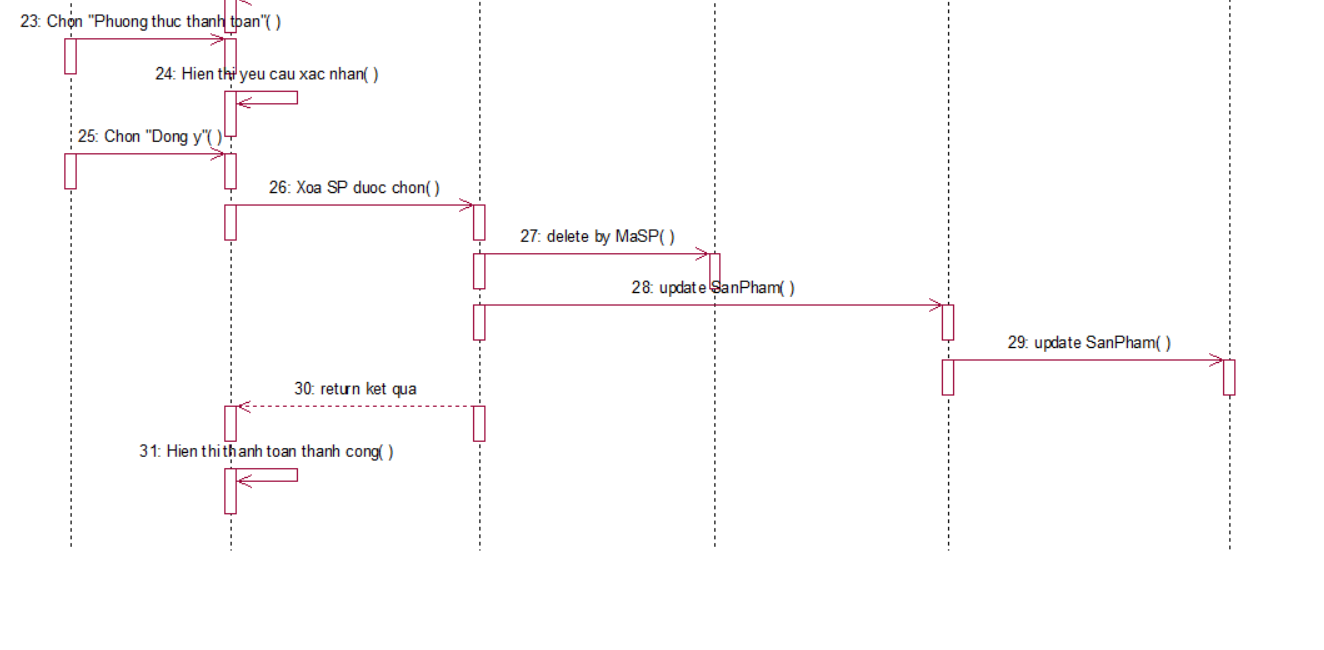 23: Chọn "Phuong thuc thanh toan"( )
24: Hien thi yeu cau xac nhan( )
25: Chon "Dong y"( )
26: Xoa SP duoc chon( )
27: delete by MaSP( )
28: update SanPham( )
29: update SanPham( )
30: return ket qua
31: Hien thi thanh toan thanh cong( )